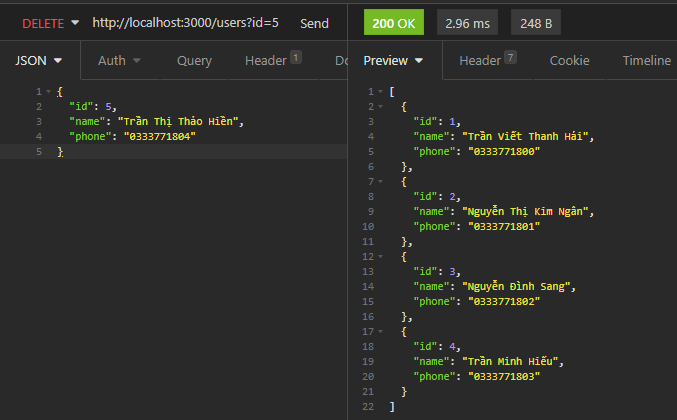 DELETE http://localhost:3000/users?id=5 Send 200 OK 2.96 ms 248 B
JSON Auth Query Header 1 Do Preview Header 7 Cookie Timeline
1 {
2 "id": 5,
3 "name": "Trần Thị Thảo Hiền",
4 "phone": "0333771804"
5 }
1 [
2 {
3 "id": 1,
4 "name": "Trần Viết Thanh Hải",
5 "phone": "0333771800"
6 },
7 {
8 "id": 2,
9 "name": "Nguyễn Thị Kim Ngân",
10 "phone": "0333771801"
11 },
12 {
13 "id": 3,
14 "name": "Nguyễn Đình Sang",
15 "phone": "0333771802"
16 },
17 {
18 "id": 4,
19 "name": "Trần Minh Hiếu",
20 "phone": "0333771803"
21 }
22 ]